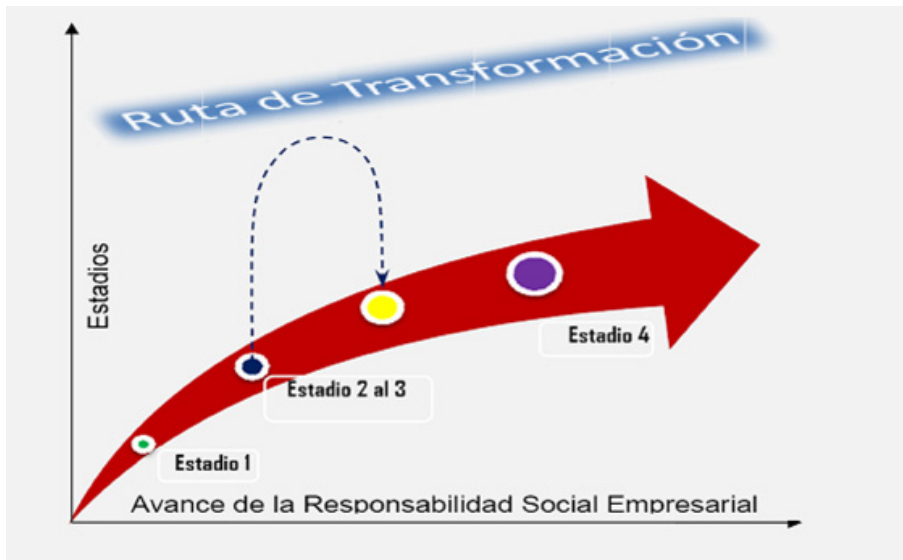 Ruta de Transformación
Estadios
Estadio 4
Estadio 2 al 3
Estadio 1
Avance de la Responsabilidad Social Empresarial